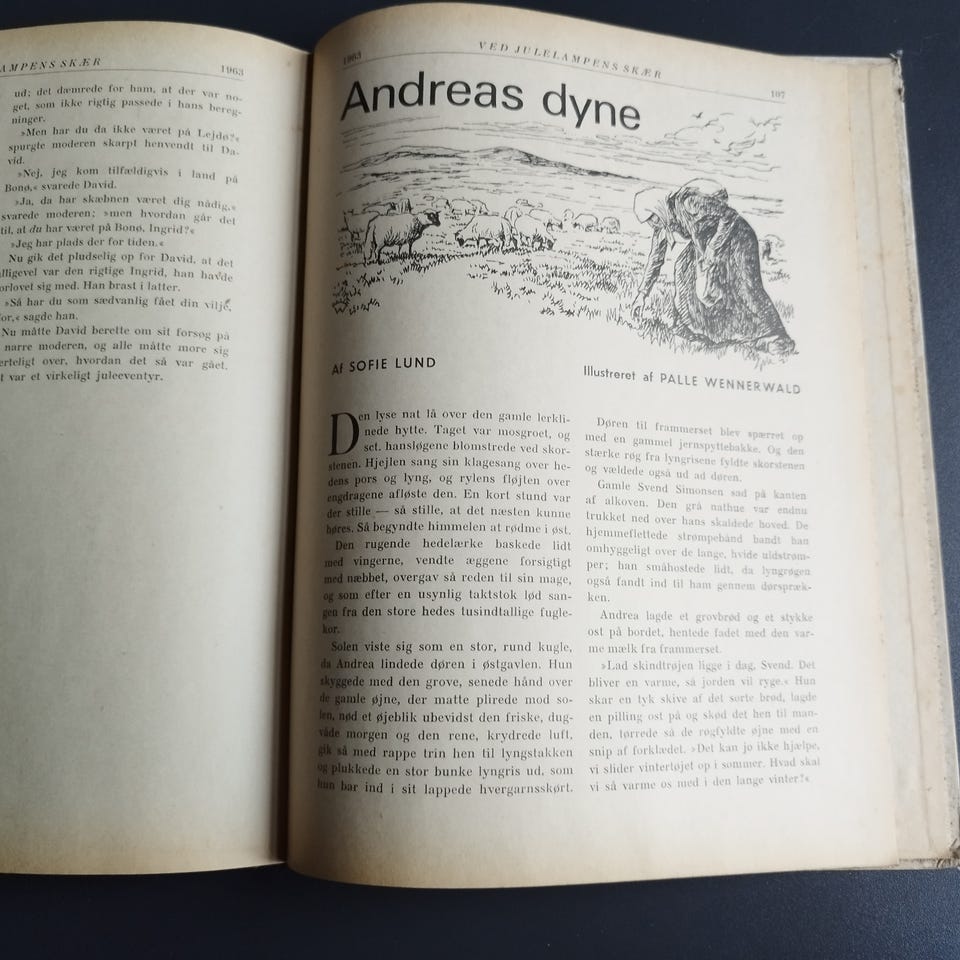 AMPENS SKÆR 1963
ud; det dæmrede for ham, at der var no-
get, som ikke rigtig passede i hans bereg-
ninger.
»Men har du da ikke været på Lejdø?«
spurgte moderen skarpt henvendt til Da-
vid.
»Nej, jeg kom tilfældigvis i land på
Bonø,« svarede David.
»Ja, da har skæbnen været dig nådig,«
svarede moderen; »men hvordan går det
til, at du har været på Bonø, Ingrid?«
»Jeg har plads der for tiden.«
Nu gik det pludselig op for David, at det
lligevel var den rigtige Ingrid, han havde
orlovet sig med. Han brast i latter.
»Så har du som sædvanlig fået din vilje,
or,« sagde han.
Nu måtte David berette om sit forsøg på
narre moderen, og alle måtte more sig
erteligt over, hvordan det så var gået.
t var et virkeligt juleeventyr.
1963 VED JULELAMPENS SKÆR 107
Andreas dyne
Af SOFIE LUND
Illustreret af PALLE WENNERWALD
Den lyse nat lå over den gamle lerkli-
nede hytte. Taget var mosgroet, og
set. hansløgene blomstrede ved skor-
stenen. Hjejlen sang sin klagesang over he-
dens pors og lyng, og rylens fløjten over
engdragene afløste den. En kort stund var
der stille — så stille, at det næsten kunne
høres. Så begyndte himmelen at rødme i øst.
Den rugende hedelærke baskede lidt
med vingerne, vendte æggene forsigtigt
med næbbet, overgav så reden til sin mage,
og som efter en usynlig taktstok lød san-
gen fra den store hedes tusindtallige fugle-
kor.
Solen viste sig som en stor, rund kugle,
da Andrea lindede døren i østgavlen. Hun
skyggede med den grove, senede hånd over
de gamle øjne, der matte plirede mod so-
len, nød et øjeblik ubevidst den friske, dug-
våde morgen og den rene, krydrede luft,
gik så med rappe trin hen til lyngstakken
og plukkede en stor bunke lyngris ud, som
hun bar ind i sit lappede hvergarnsskørt.
Døren til frammerset blev spærret op
med en gammel jernspyttebakke. Og den
stærke røg fra lyngrisene fyldte skorstenen
og vældede også ud ad døren.
Gamle Svend Simonsen sad på kanten
af alkoven. Den grå nathue var endnu
trukket ned over hans skaldede hoved. De
hjemmeflettede strømpebånd bandt han
omhyggeligt over de lange, hvide uldstrøm-
per; han småhostede lidt, da lyngrøgen
også fandt ind til ham gennem dørspræk-
ken.
Andrea lagde et grovbrød og et stykke
ost på bordet, hentede fadet med den var-
me mælk fra frammerset.
»Lad skindtrøjen ligge i dag, Svend. Det
bliver en varme, så jorden vil ryge.« Hun
skar en tyk skive af det sorte brød, lagde
en pilling ost på og skød det hen til man-
den, tørrede så de røgfyldte øjne med en
snip af forklædet. »Det kan jo ikke hjælpe,
vi slider vintertøjet op i sommer. Hvad skal
vi så varme os med i den lange vinter?«